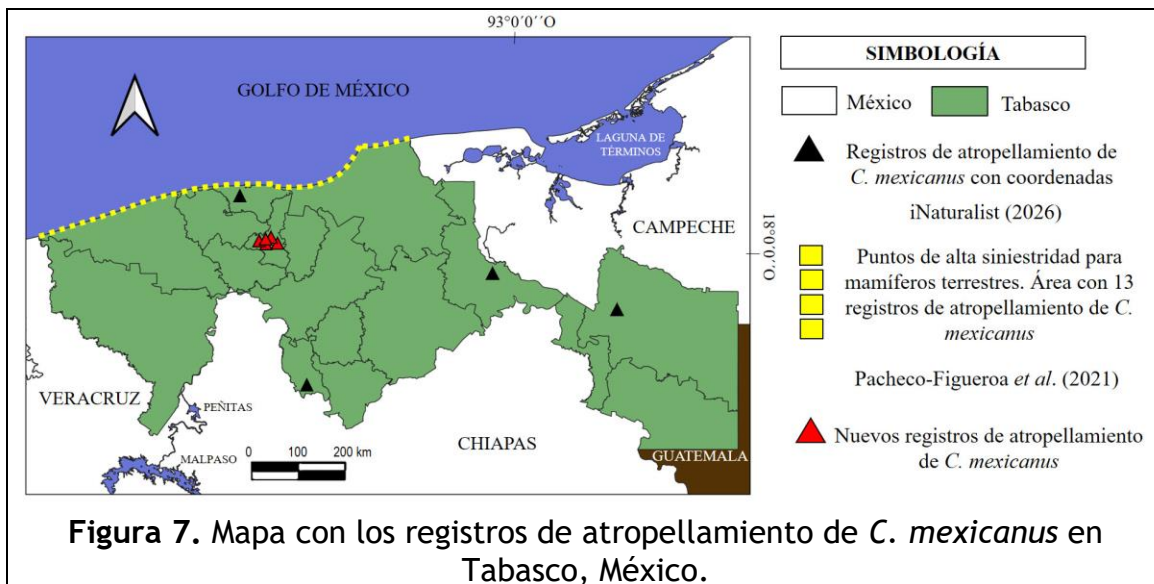 93°0´0´´O
GOLFO DE MÉXICO
LAGUNA DE
TÉRMINOS
CAMPECHE
18°0´0´´O
VERACRUZ
PEÑITAS
MALPASO
0 100 200 km
CHIAPAS
GUATEMALA
SIMBOLOGÍA
México
Tabasco
Registros de atropellamiento de
C. mexicanus con coordenadas
iNaturalist (2026)
Puntos de alta siniestridad para
mamíferos terrestres. Área con 13
registros de atropellamiento de C.
mexicanus
Pacheco-Figueroa et al. (2021)
Nuevos registros de atropellamiento
de C. mexicanus
Figura 7. Mapa con los registros de atropellamiento de C. mexicanus en
Tabasco, México.